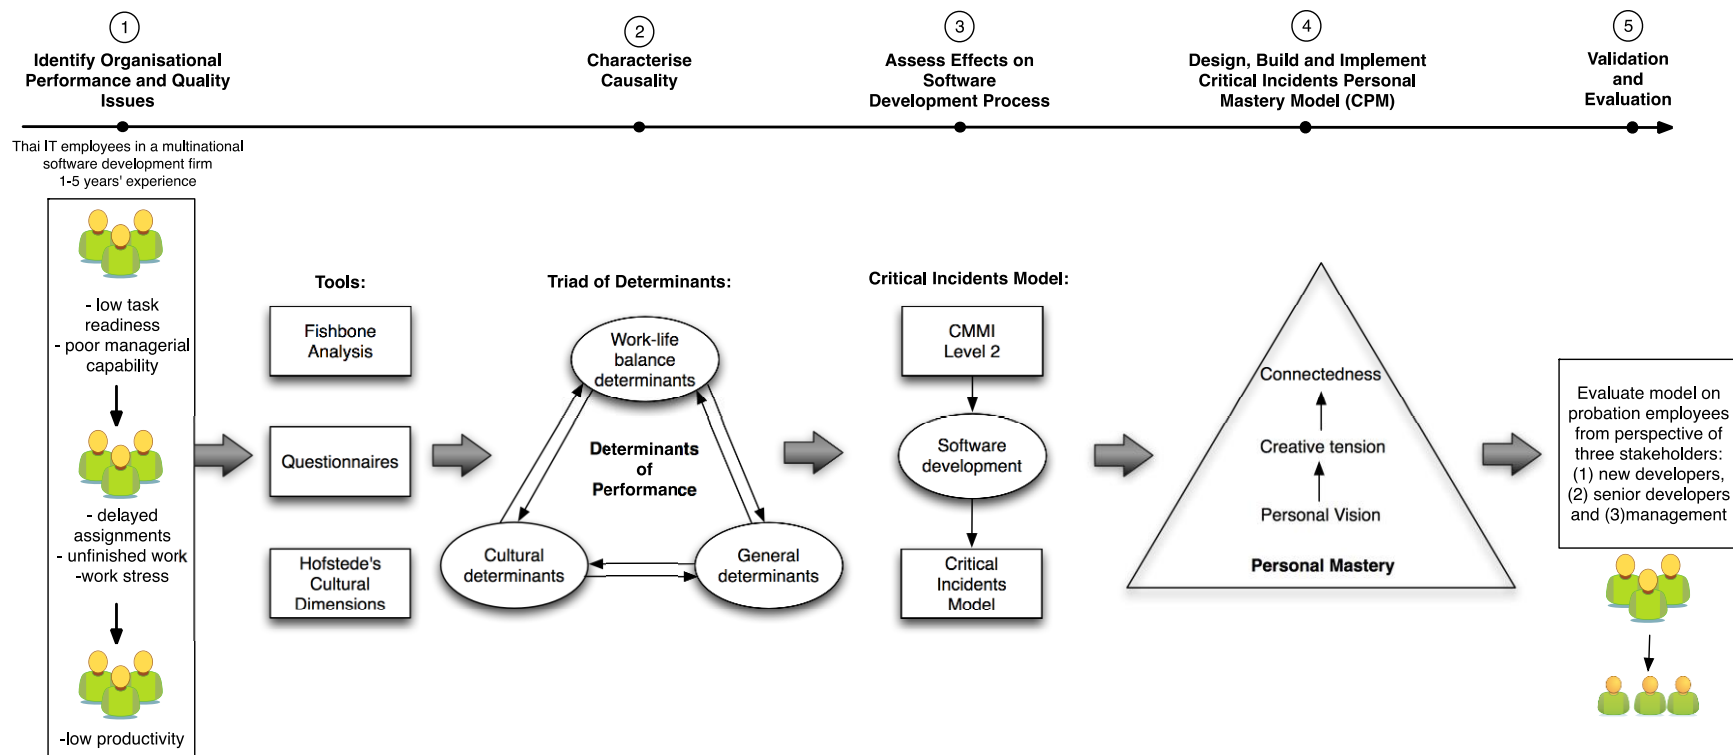 1
Identify Organisational
Performance and Quality
Issues
2
Characterise
Causality
3
Assess Effects on
Software
Development Process
4
Design, Build and Implement
Critical Incidents Personal
Mastery Model (CPM)
5
Validation
and
Evaluation
Thai IT employees in a multinational
software development firm
1-5 years' experience
- low task
readiness
- poor managerial
capability
- delayed
assignments
- unfinished work
-work stress
-low productivity
Tools:
Fishbone
Analysis
Questionnaires
Hofstede's
Cultural
Dimensions
Triad of Determinants:
Work-life
balance
determinants
Determinants
of
Performance
Cultural
determinants
General
determinants
Critical Incidents Model:
CMMI
Level 2
Software
development
Critical
Incidents
Model
Connectedness
Creative tension
Personal Vision
Personal Mastery
Evaluate model on
probation employees
from perspective of
three stakeholders:
(1) new developers,
(2) senior developers
and (3)management